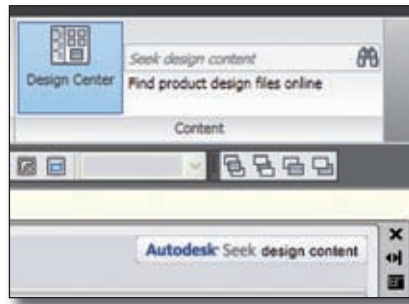 Seek design content
Design Center
Find product design files online
Content
Autodesk® Seek design content